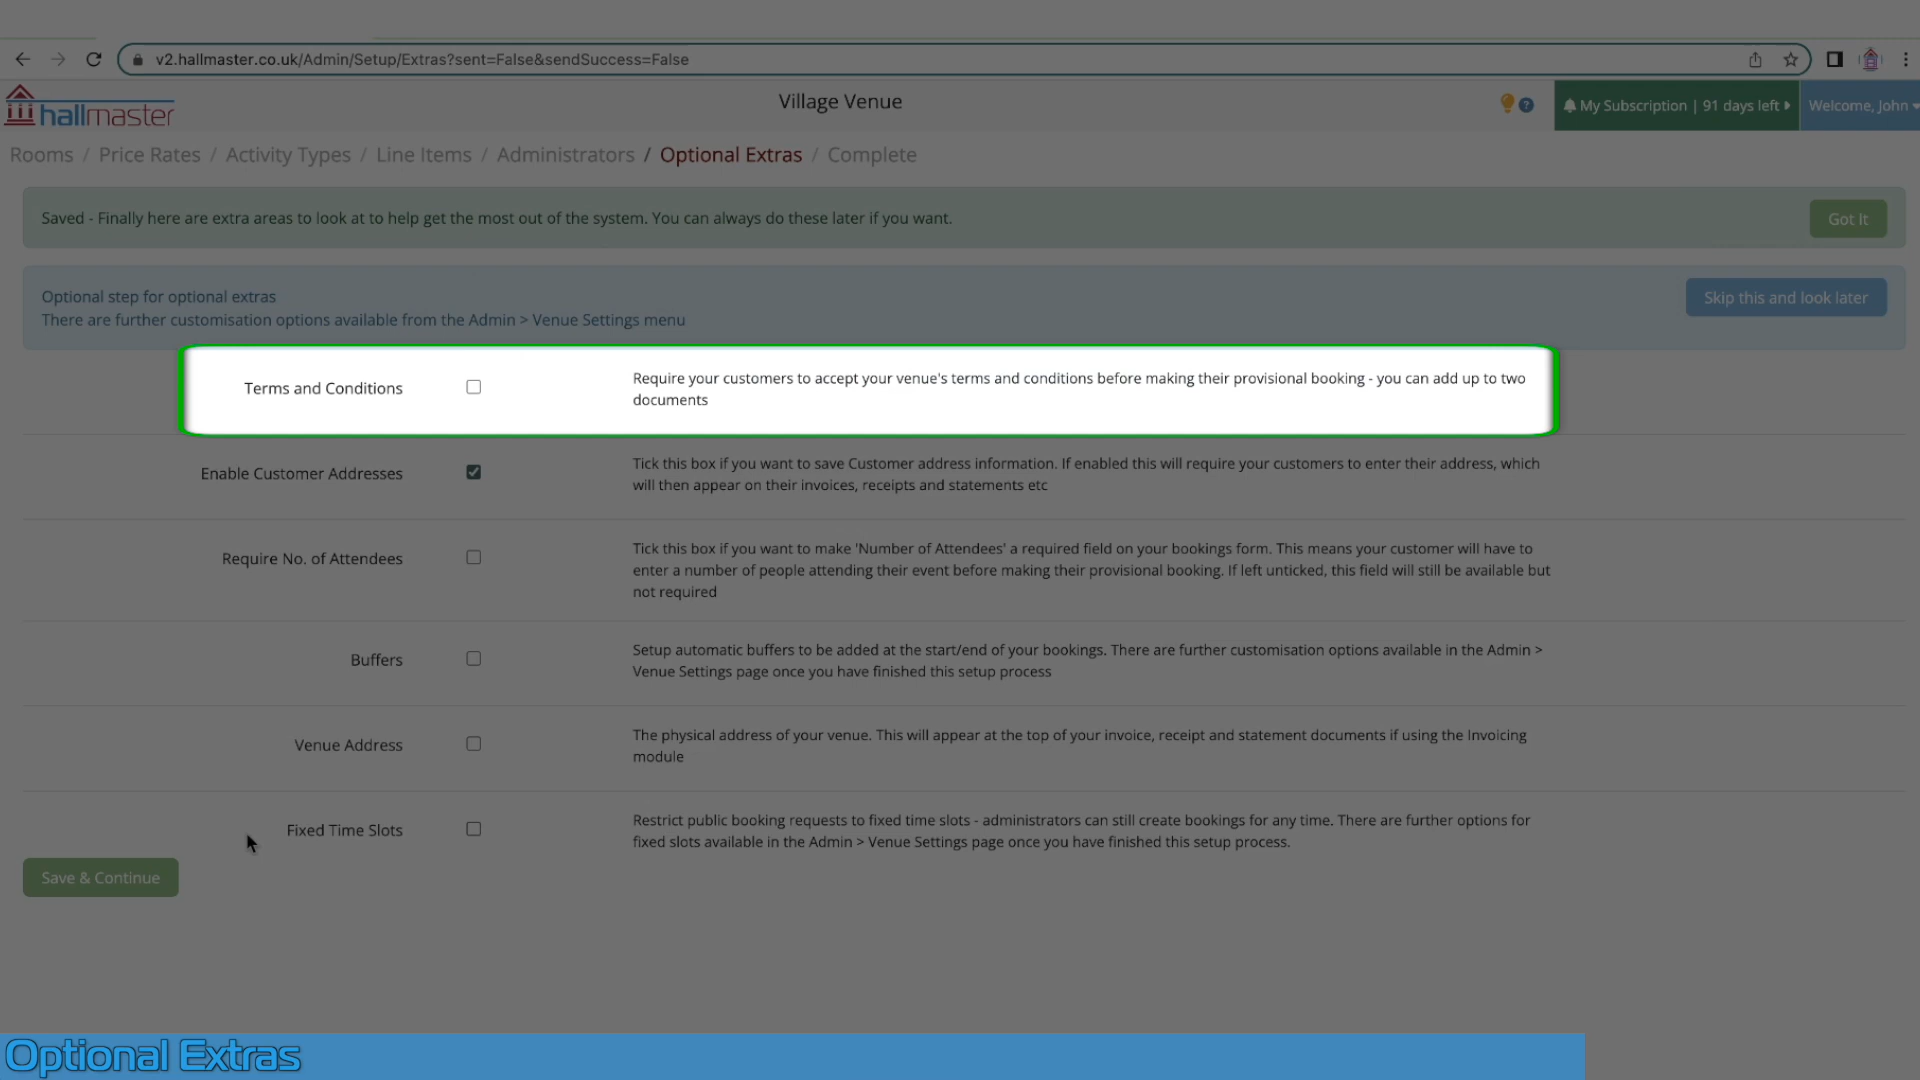 v2.hallmaster.co.uk/Admin/Setup/Extras?sent=False&sendSuccess=False
hallmaster
Village Venue
?
My Subscription | 91 days left
Welcome, John
Rooms / Price Rates / Activity Types / Line Items / Administrators / Optional Extras / Complete
Saved - Finally here are extra areas to look at to help get the most out of the system. You can always do these later if you want.
Got It
Optional step for optional extras
There are further customisation options available from the Admin > Venue Settings menu
Skip this and look later
Terms and Conditions
Require your customers to accept your venue's terms and conditions before making their provisional booking - you can add up to two
documents
Enable Customer Addresses
Tick this box if you want to save Customer address information. If enabled this will require your customers to enter their address, which
will then appear on their invoices, receipts and statements etc
Require No. of Attendees
Tick this box if you want to make 'Number of Attendees' a required field on your bookings form. This means your customer will have to
enter a number of people attending their event before making their provisional booking. If left unticked, this field will still be available but
not required
Buffers
Setup automatic buffers to be added at the start/end of your bookings. There are further customisation options available in the Admin >
Venue Settings page once you have finished this setup process
Venue Address
The physical address of your venue. This will appear at the top of your invoice, receipt and statement documents if using the Invoicing
module
Fixed Time Slots
Restrict public booking requests to fixed time slots - administrators can still create bookings for any time. There are further options for
fixed slots available in the Admin > Venue Settings page once you have finished this setup process.
Save & Continue
Optional Extras